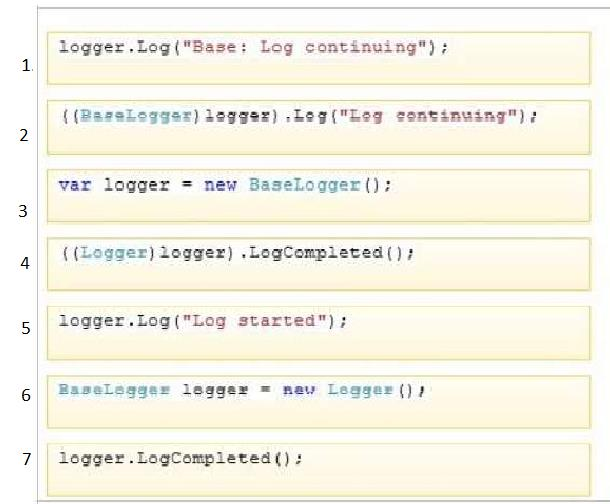 1. logger.Log("Base: Log continuing");
2 ((BaseLogger)logger).Log("Log continuing");
3 var logger = new BaseLogger();
4 ((Logger)logger).LogCompleted();
5 logger.Log("Log started");
6 BaseLogger logger = new Logger();
7 logger.LogCompleted();